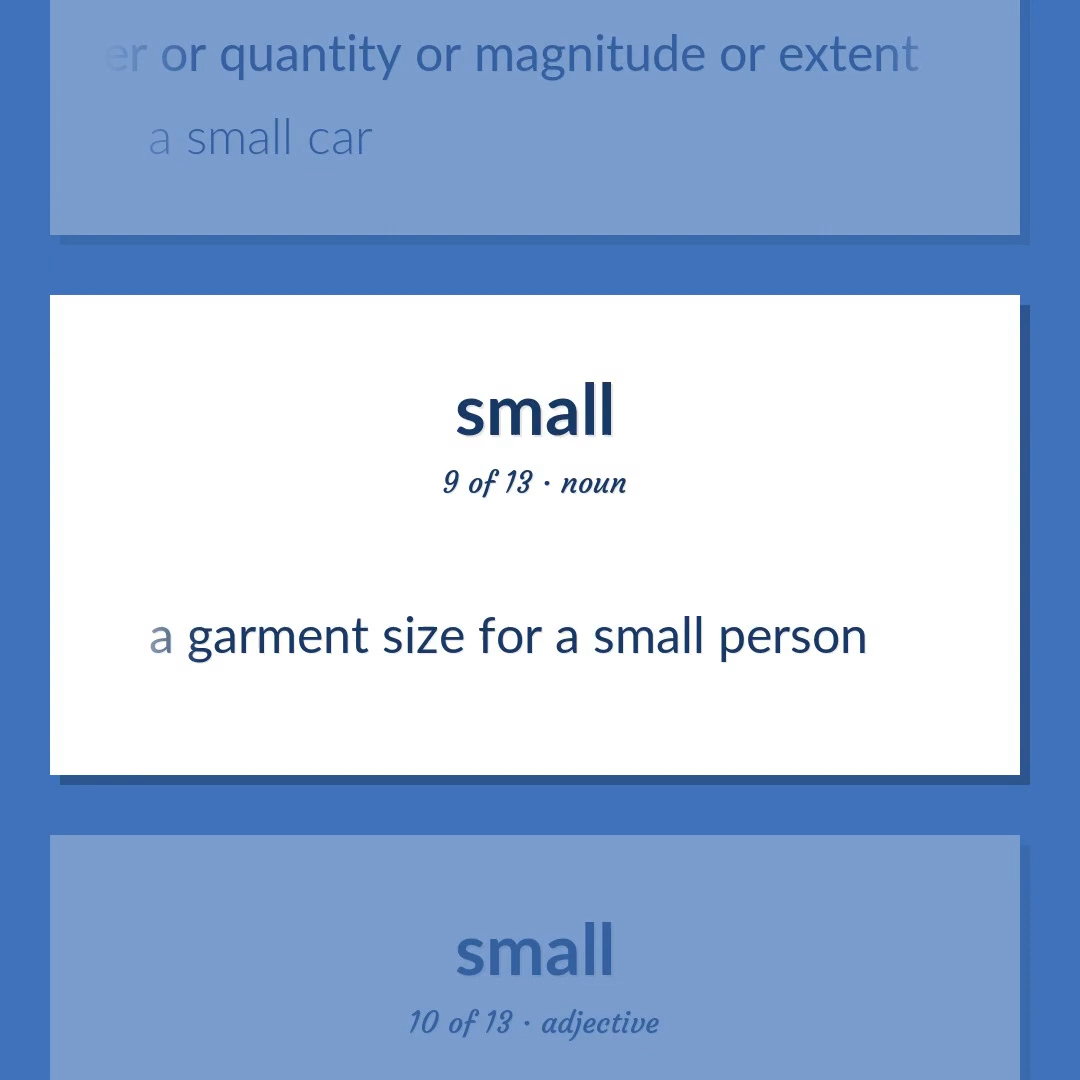 er or quantity or magnitude or extent
a small car
small
9 of 13 · noun
a garment size for a small person
small
10 of 13 · adjective